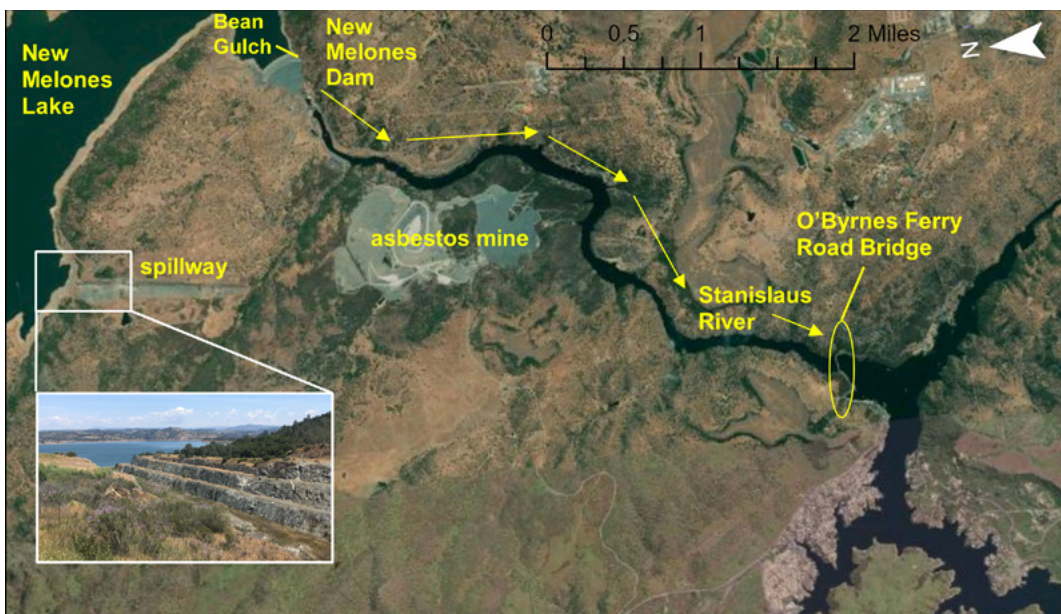 New
Melones
Lake
Bean
Gulch
New
Melones
Dam
0 0.5 1 2 Miles
N
asbestos mine
spillway
O'Byrnes Ferry
Road Bridge
Stanislaus
River